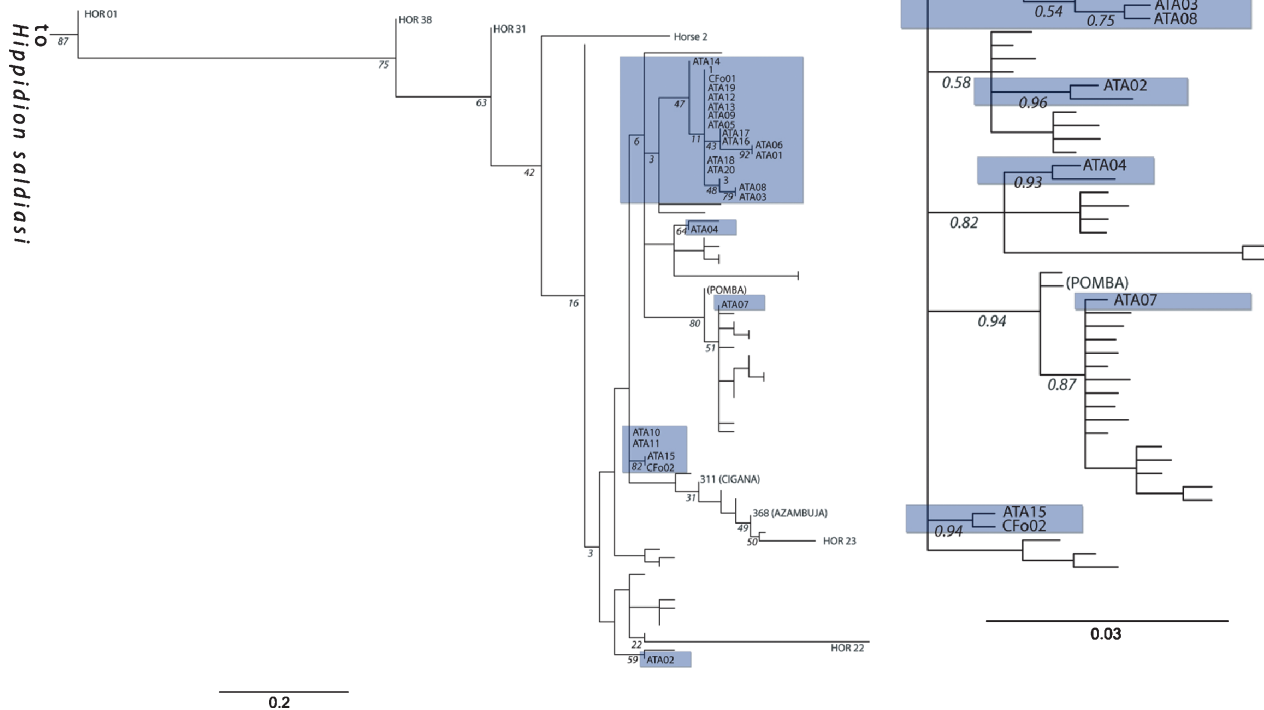 to
Hippidion saldiasi
HOR 01
87
HOR 38
75
HOR 31
63
Horse 2
42
16
ATA14
1
CFo01
ATA19
ATA12
ATA13
ATA09
ATA05
ATA17
ATA16
ATA06
ATA01
ATA18
ATA20
3
ATA08
ATA03
47
11
43
92
48
79
6
3
64
ATA04
(POMBA)
ATA07
80
51
ATA10
ATA11
ATA15
CFo02
82
311 (CIGANA)
31
368 (AZAMBUJA)
49
50
HOR 23
3
22
HOR 22
59
ATA02
0.2
ATA03
ATA08
0.54
0.75
0.58
ATA02
0.96
ATA04
0.93
0.82
(POMBA)
ATA07
0.94
0.87
ATA15
CFo02
0.94
0.03